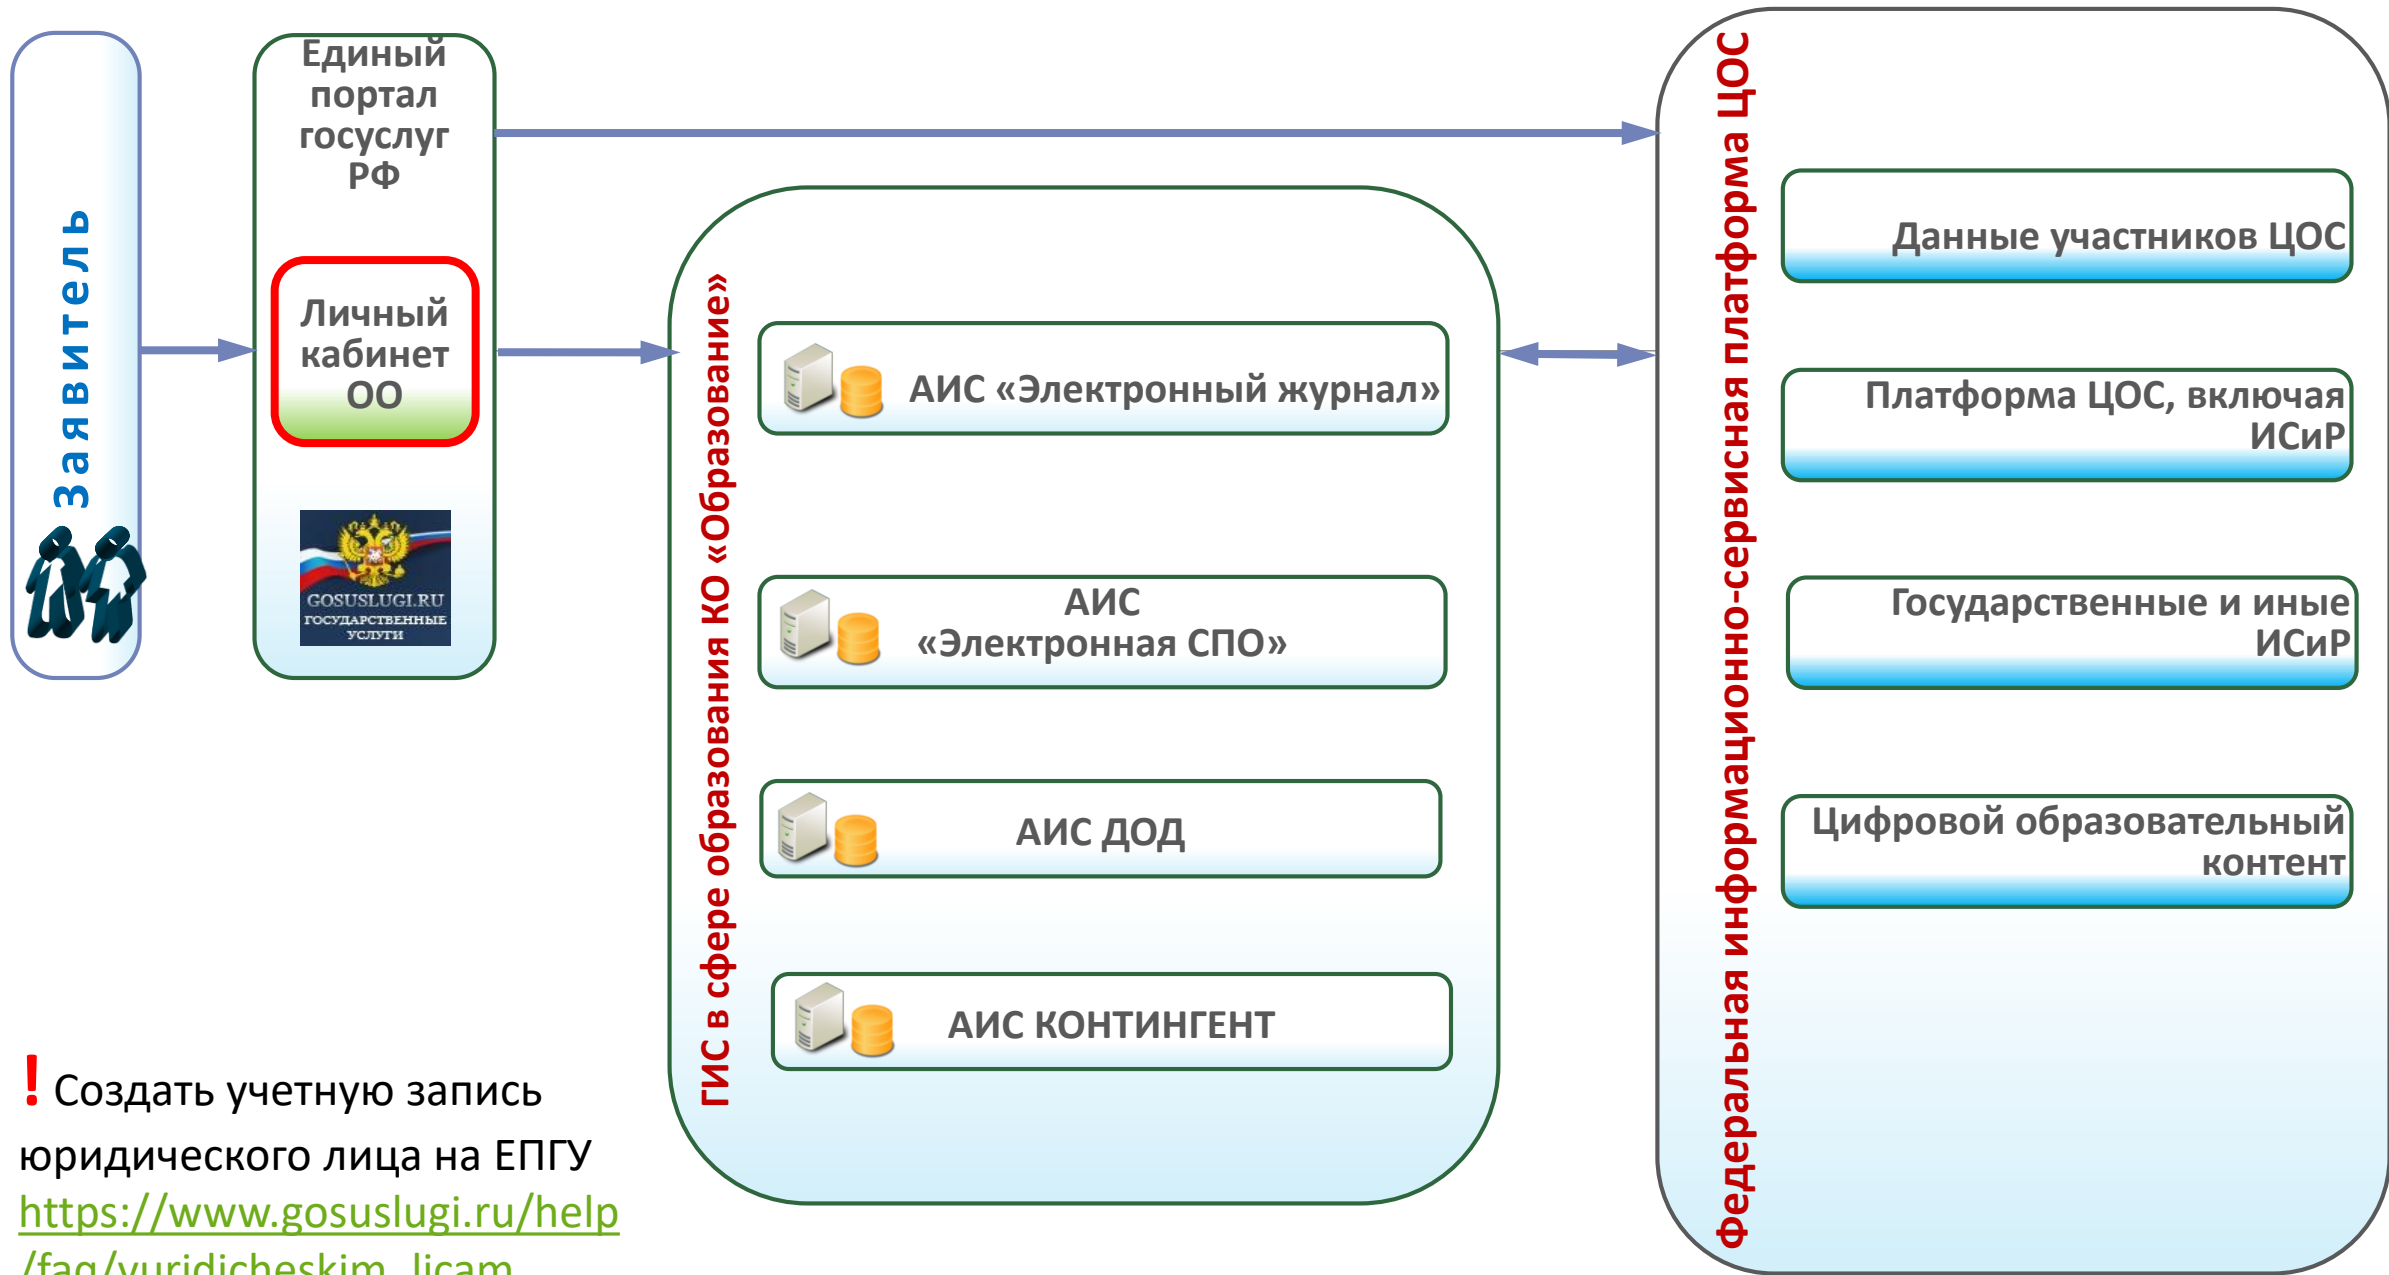 Заявитель
Единый
портал
госуслуг
РФ
Личный
кабинет
ОО
GOSUSLUGI.RU
ГОСУДАРСТВЕННЫЕ
УСЛУГИ
ГИС в сфере образования КО «Образование»
АИС «Электронный журнал»
АИС
«Электронная СПО»
АИС ДОД
АИС КОНТИНГЕНТ
Федеральная информационно-сервисная платформа ЦОС
Данные участников ЦОС
Платформа ЦОС, включая
ИСиР
Государственные и иные
ИСиР
Цифровой образовательный
контент
! Создать учетную запись
юридического лица на ЕПГУ
https://www.gosuslugi.ru/help
/faq/yuridicheskim_licam